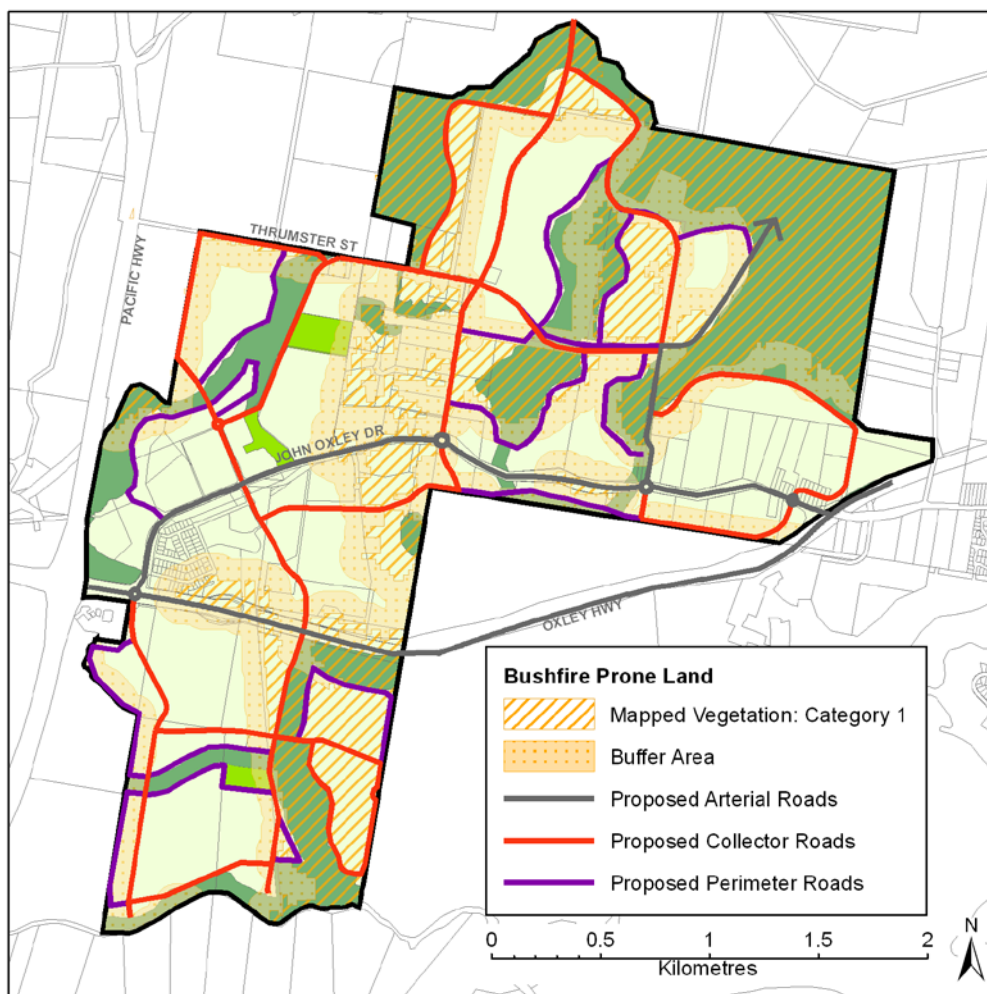 THRUMSTER ST
PACIFIC HWY
JOHN OXLEY DR
OXLEY HWY
Bushfire Prone Land
Mapped Vegetation: Category 1
Buffer Area
Proposed Arterial Roads
Proposed Collector Roads
Proposed Perimeter Roads
N
0 0.5 1 1.5 2
Kilometres